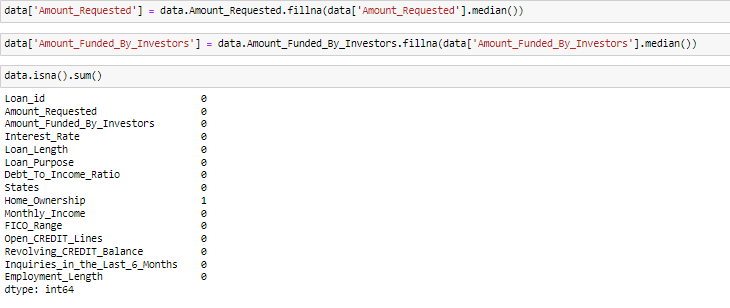 data['Amount_Requested'] = data.Amount_Requested.fillna(data['Amount_Requested'].median())
data['Amount_Funded_By_Investors'] = data.Amount_Funded_By_Investors.fillna(data['Amount_Funded_By_Investors'].median())
data.isna().sum()
Loan_id 0
Amount_Requested 0
Amount_Funded_By_Investors 0
Interest_Rate 0
Loan_Length 0
Loan_Purpose 0
Debt_To_Income_Ratio 0
States 0
Home_Ownership 1
Monthly_Income 0
FICO_Range 0
Open_CREDIT_Lines 0
Revolving_CREDIT_Balance 0
Inquiries_in_the_Last_6_Months 0
Employment_Length 0
dtype: int64